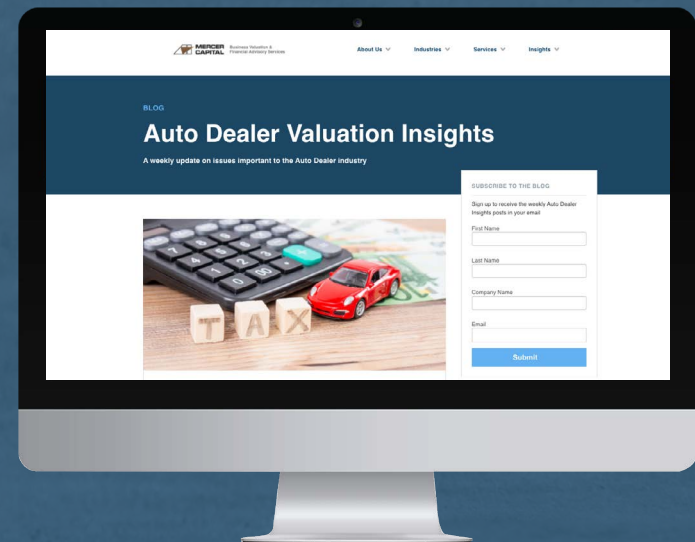 MERCER
CAPITAL
Business Valuation &
Financial Advisory Services
About Us
Industries
Services
Insights
BLOG
Auto Dealer Valuation Insights
A weekly update on issues important to the Auto Dealer industry
TAX
SUBSCRIBE TO THE BLOG
Sign up to receive the weekly Auto Dealer
Insights posts in your email
First Name
Last Name
Company Name
Email
Submit